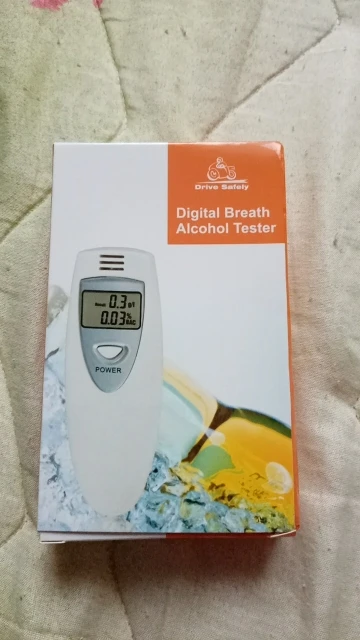 Drive Safely
Digital Breath
Alcohol Tester
0.3 g/l
0.03 %
BAC
POWER